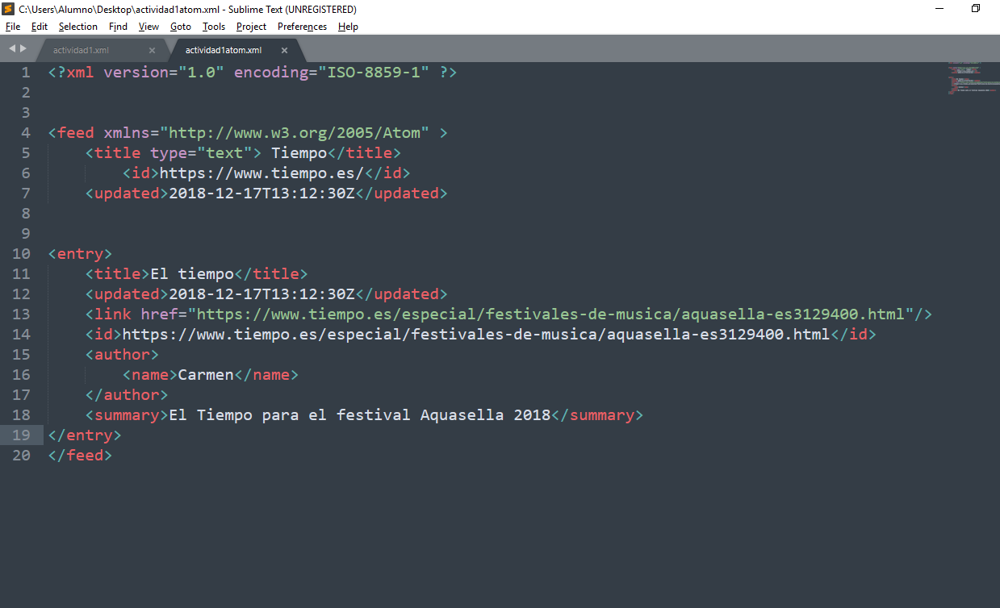 C:\Users\Alumno\Desktop\actividad1atom.xml - Sublime Text (UNREGISTERED)
File Edit Selection Find View Goto Tools Project Preferences Help
actividad1.xml × actividad1atom.xml ×
1 <?xml version="1.0" encoding="ISO-8859-1" ?>
2
3
4 <feed xmlns="http://www.w3.org/2005/Atom" >
5     <title type="text"> Tiempo</title>
6         <id>https://www.tiempo.es/</id>
7     <updated>2018-12-17T13:12:30Z</updated>
8
9
10 <entry>
11     <title>El tiempo</title>
12     <updated>2018-12-17T13:12:30Z</updated>
13     <link href="https://www.tiempo.es/especial/festivales-de-musica/aquasella-es3129400.html"/>
14     <id>https://www.tiempo.es/especial/festivales-de-musica/aquasella-es3129400.html</id>
15     <author>
16         <name>Carmen</name>
17     </author>
18     <summary>El Tiempo para el festival Aquasella 2018</summary>
19 </entry>
20 </feed>